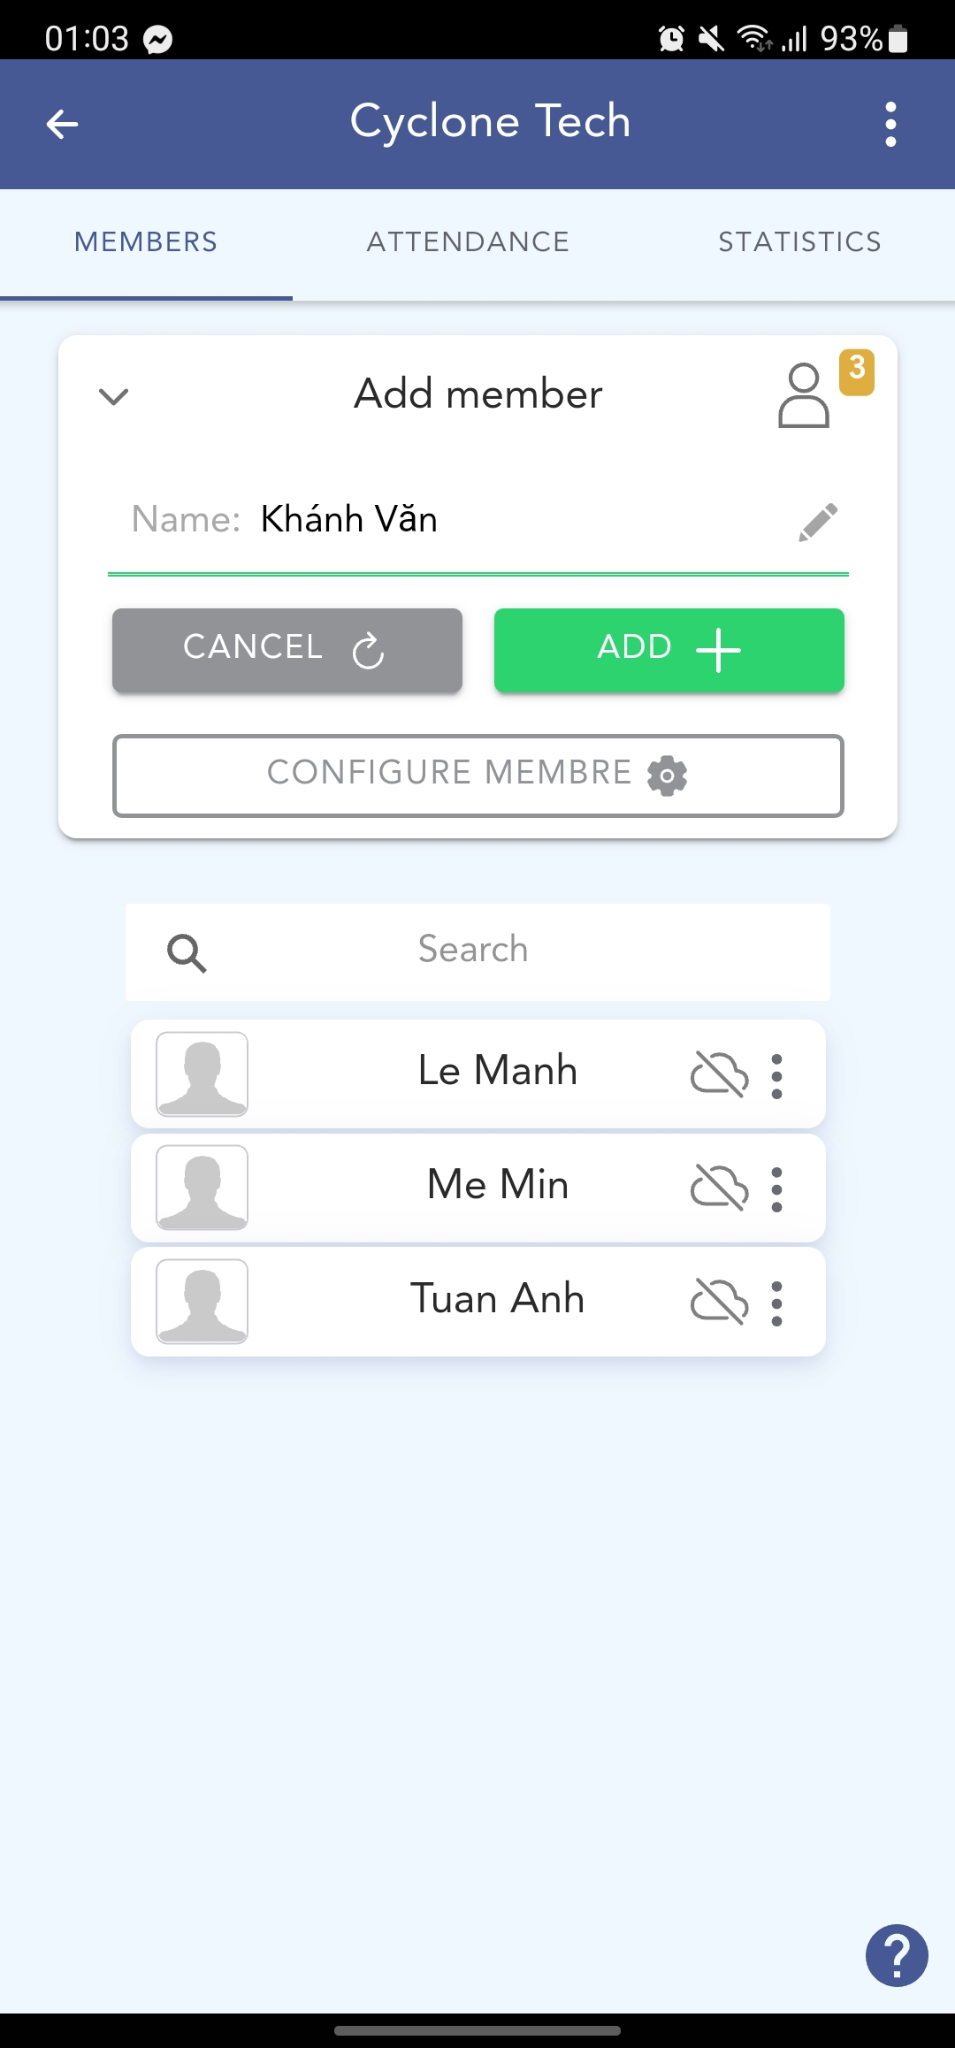 01:03 93%
Cyclone Tech
MEMBERS ATTENDANCE STATISTICS
Add member 3
Name: Khánh Văn
CANCEL ADD
CONFIGURE MEMBRE
Search
Le Manh
Me Min
Tuan Anh
?